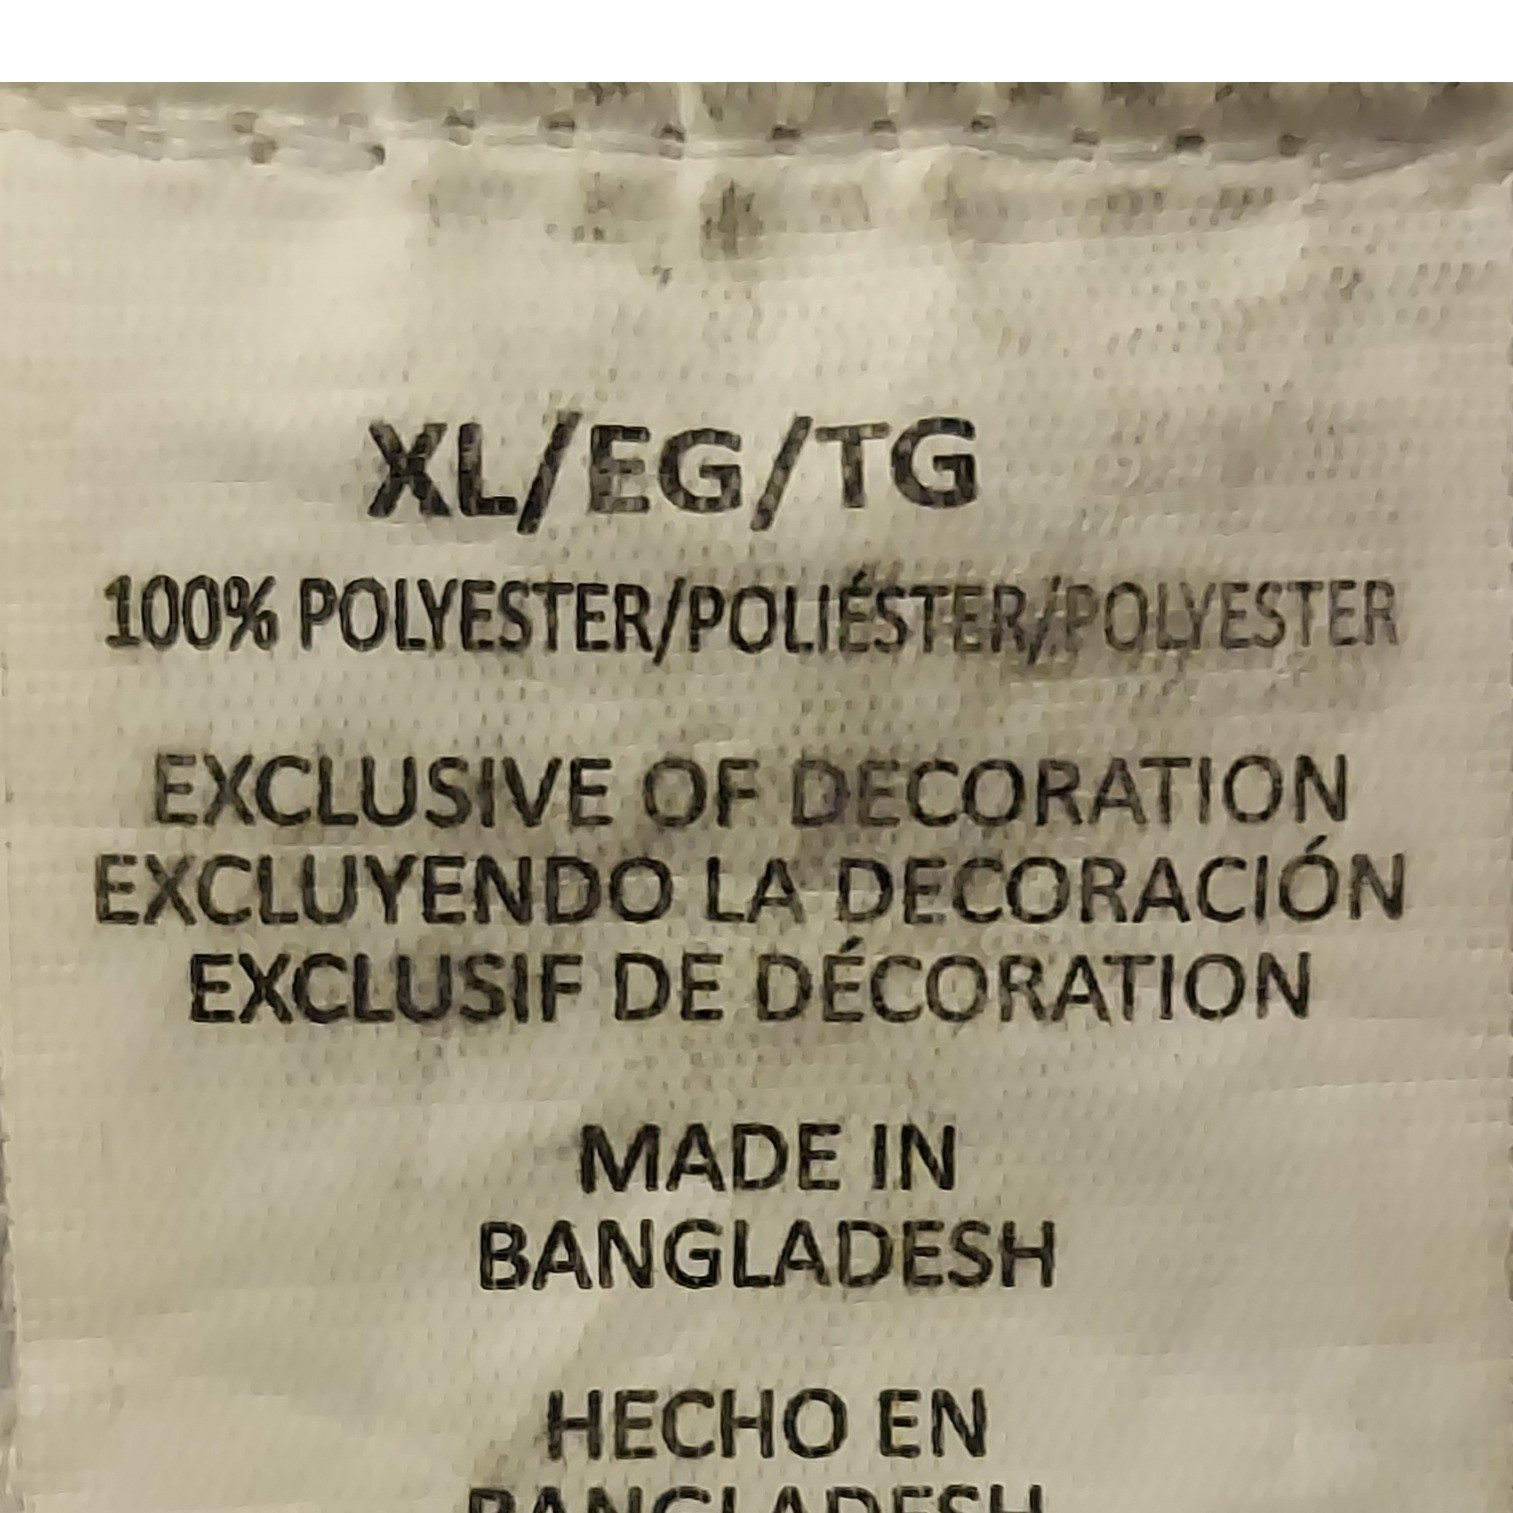 XL/EG/TG
100% POLYESTER/POLIÉSTER/POLYESTER
EXCLUSIVE OF DECORATION
EXCLUYENDO LA DECORACIÓN
EXCLUSIF DE DÉCORATION
MADE IN
BANGLADESH
HECHO EN
BANGLADESH